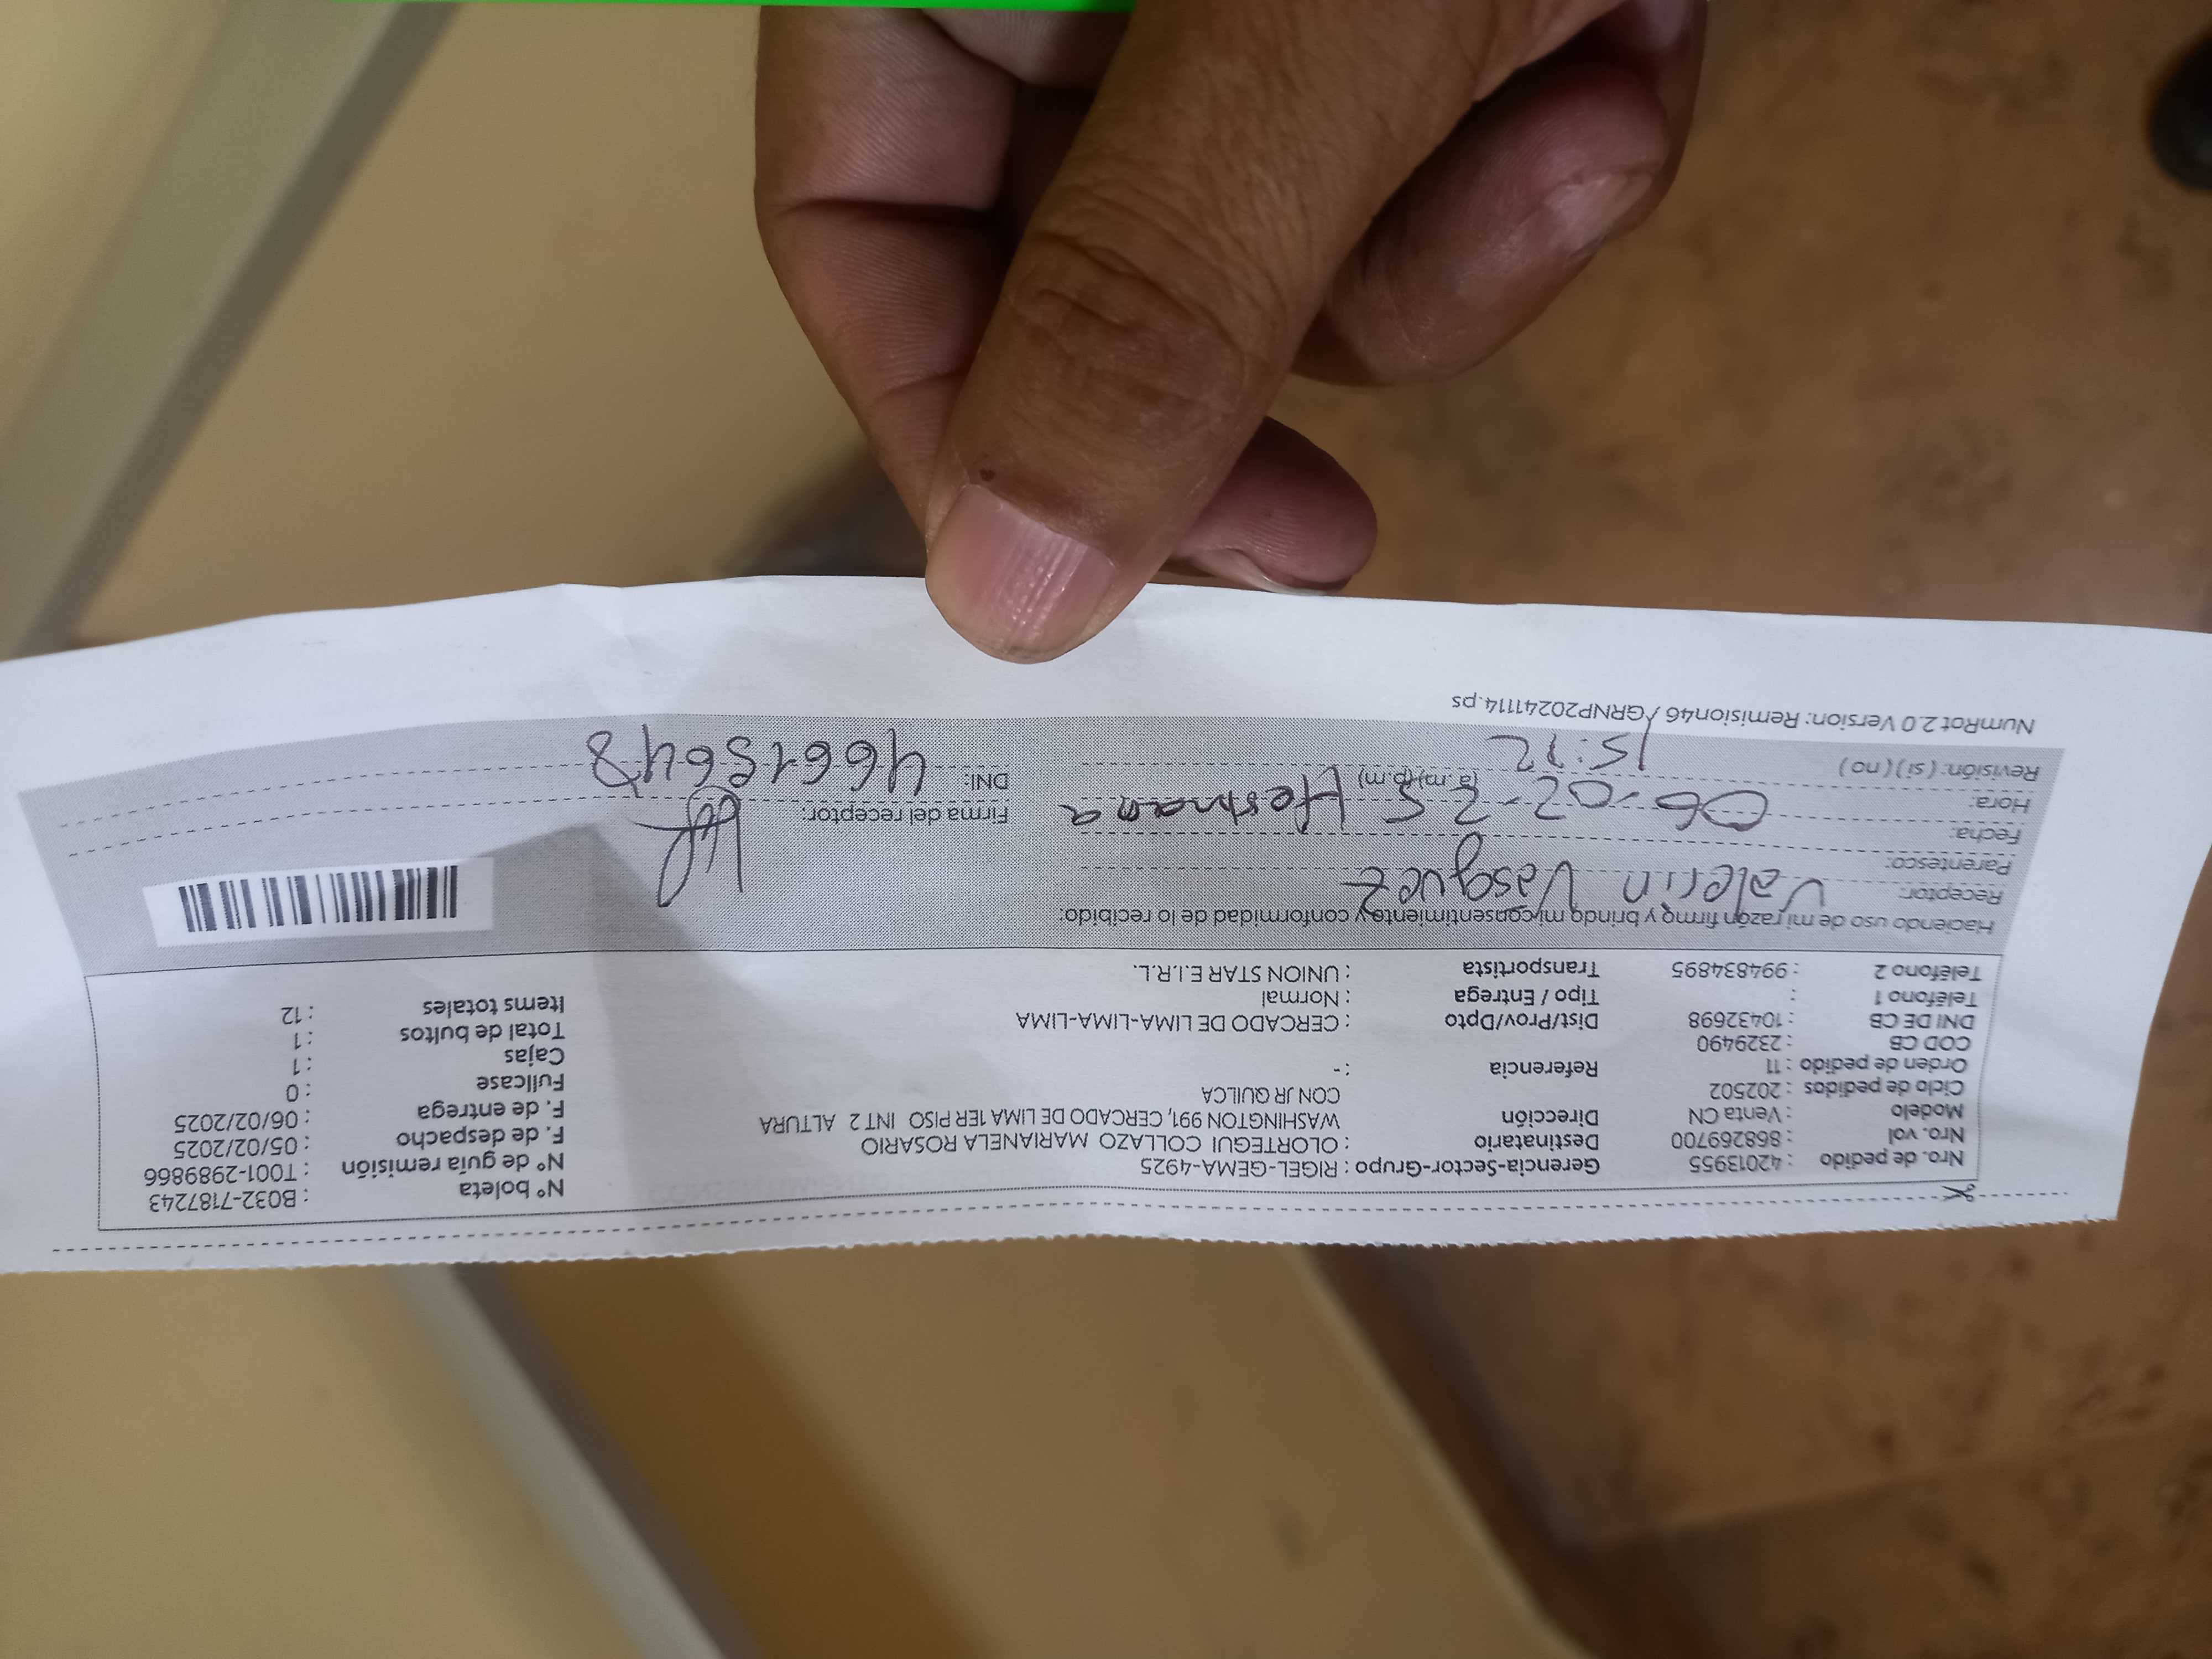 Nro. de pedido : 42013955 Gerencia-Sector-Grupo : RIGEL-GEMA-4925 N° boleta : B032-7187243
Nro. vol : 868269700 Destinatario : OLORTEGUI COLLAZO MARIANELA ROSARIO N° de guía remisión : T001-2989866
Modelo : Venta CN Dirección WASHINGTON 991, CERCADO DE LIMA 1ER PISO INT 2 ALTURA F. de despacho : 05/02/2025
Ciclo de pedidos : 202502 CON JR QUILCA F. de entrega : 06/02/2025
Orden de pedido : 11 Referencia : - Fullcase : 0
COD CB : 2329490 Cajas : 1
DNI DE CB : 10432698 Dist/Prov/Dpto : CERCADO DE LIMA-LIMA-LIMA Total de bultos : 1
Teléfono 1 : Tipo / Entrega : Normal Items totales : 12
Teléfono 2 : 994834895 Transportista : UNION STAR E.I.R.L.
Haciendo uso de mi razón firmo y brindo mi consentimiento y conformidad de lo recibido:
Receptor: Valerin Vasquez
Parentesco: Hermana
Fecha: 06-02-25 Firma del receptor:
Hora: 15:12 (a.m) (p.m) DNI: 46615648
Revisión: ( si ) ( no )
NumRot 2.0 Version: Remision46 / GRNP20241114.ps